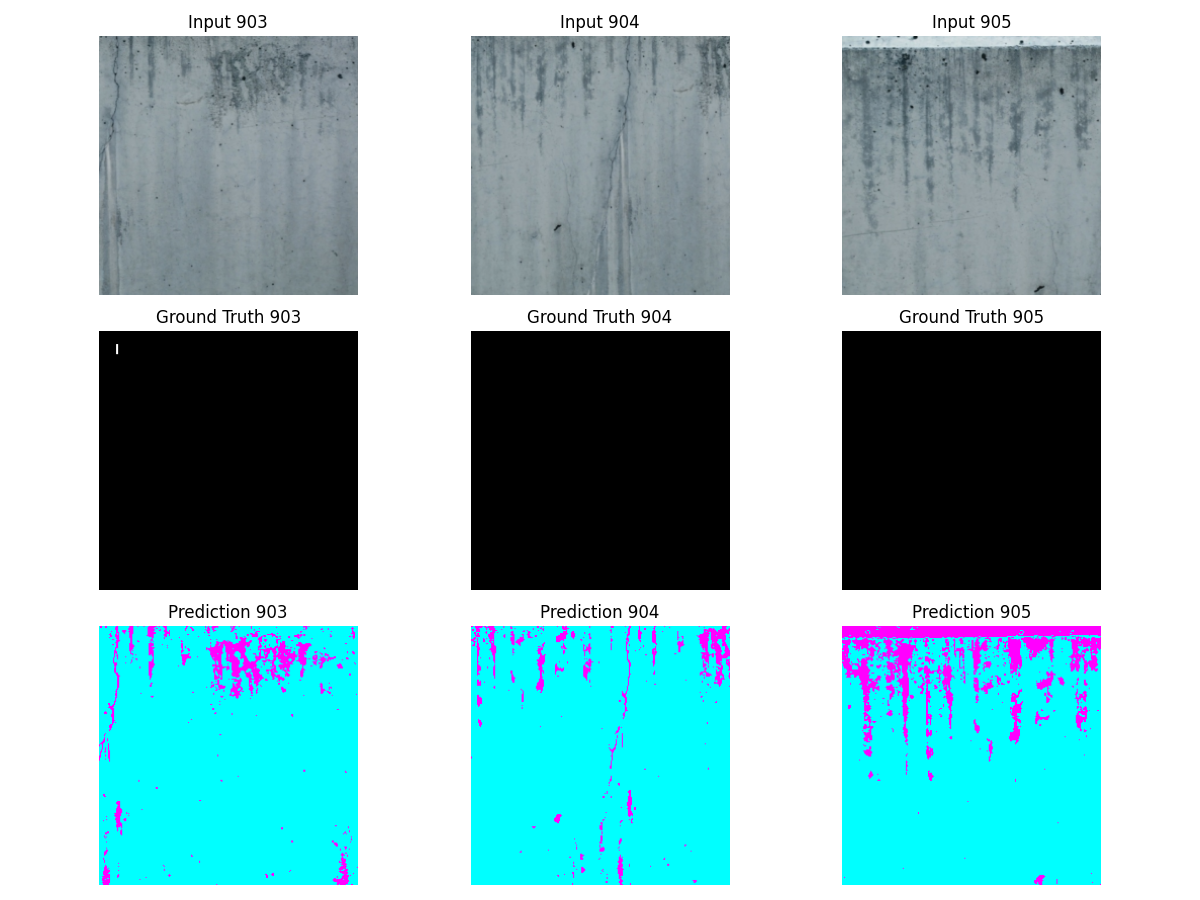 Input 903
Input 904
Input 905
Ground Truth 903
Ground Truth 904
Ground Truth 905
Prediction 903
Prediction 904
Prediction 905